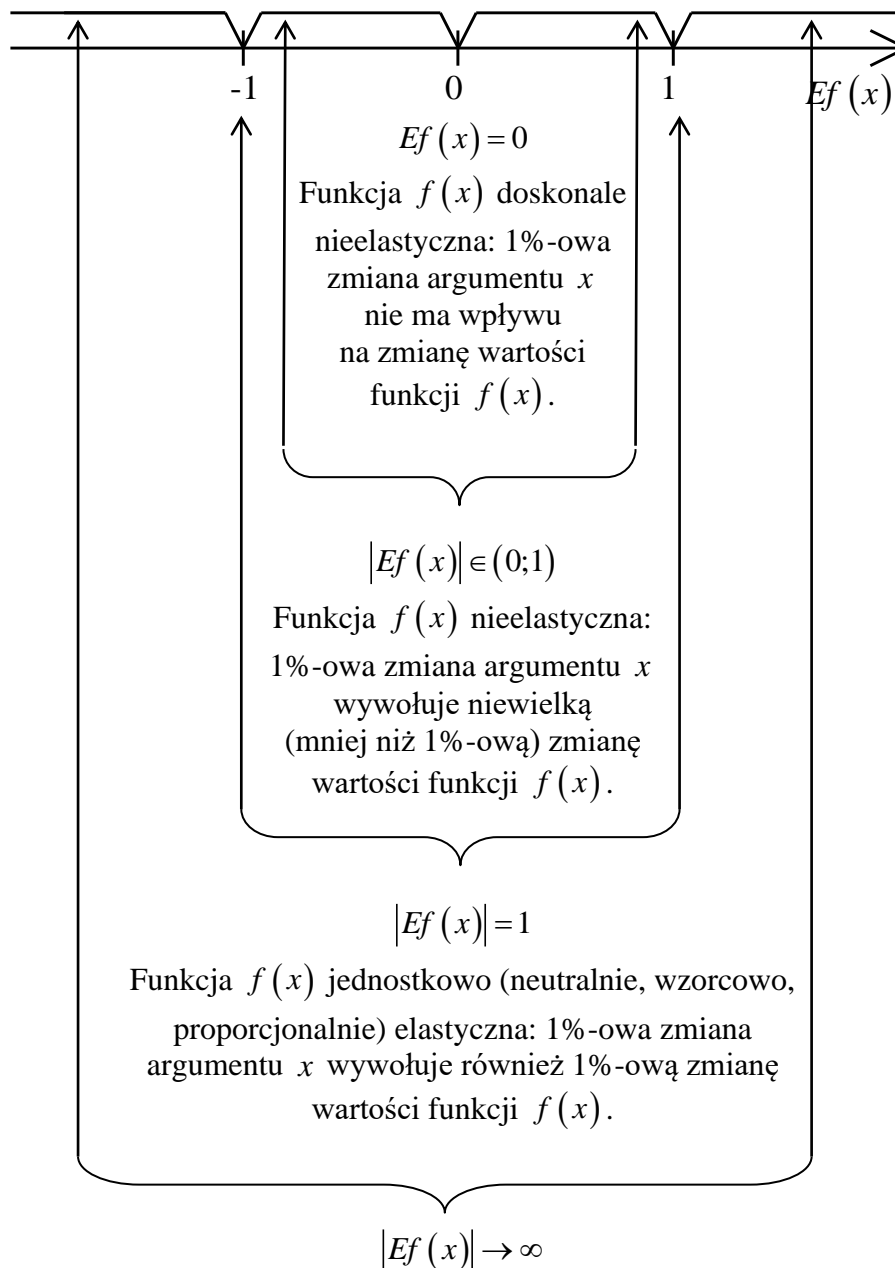 -1 0 1 Ef(x)
Ef(x)=0
Funkcja f(x) doskonale
nieelastyczna: 1%-owa
zmiana argumentu x
nie ma wpływu
na zmianę wartości
funkcji f(x).
|Ef(x)|∈(0;1)
Funkcja f(x) nieelastyczna:
1%-owa zmiana argumentu x
wywołuje niewielką
(mniej niż 1%-ową) zmianę
wartości funkcji f(x).
|Ef(x)|=1
Funkcja f(x) jednostkowo (neutralnie, wzorcowo,
proporcjonalnie) elastyczna: 1%-owa zmiana
argumentu x wywołuje również 1%-ową zmianę
wartości funkcji f(x).
|Ef(x)|→∞